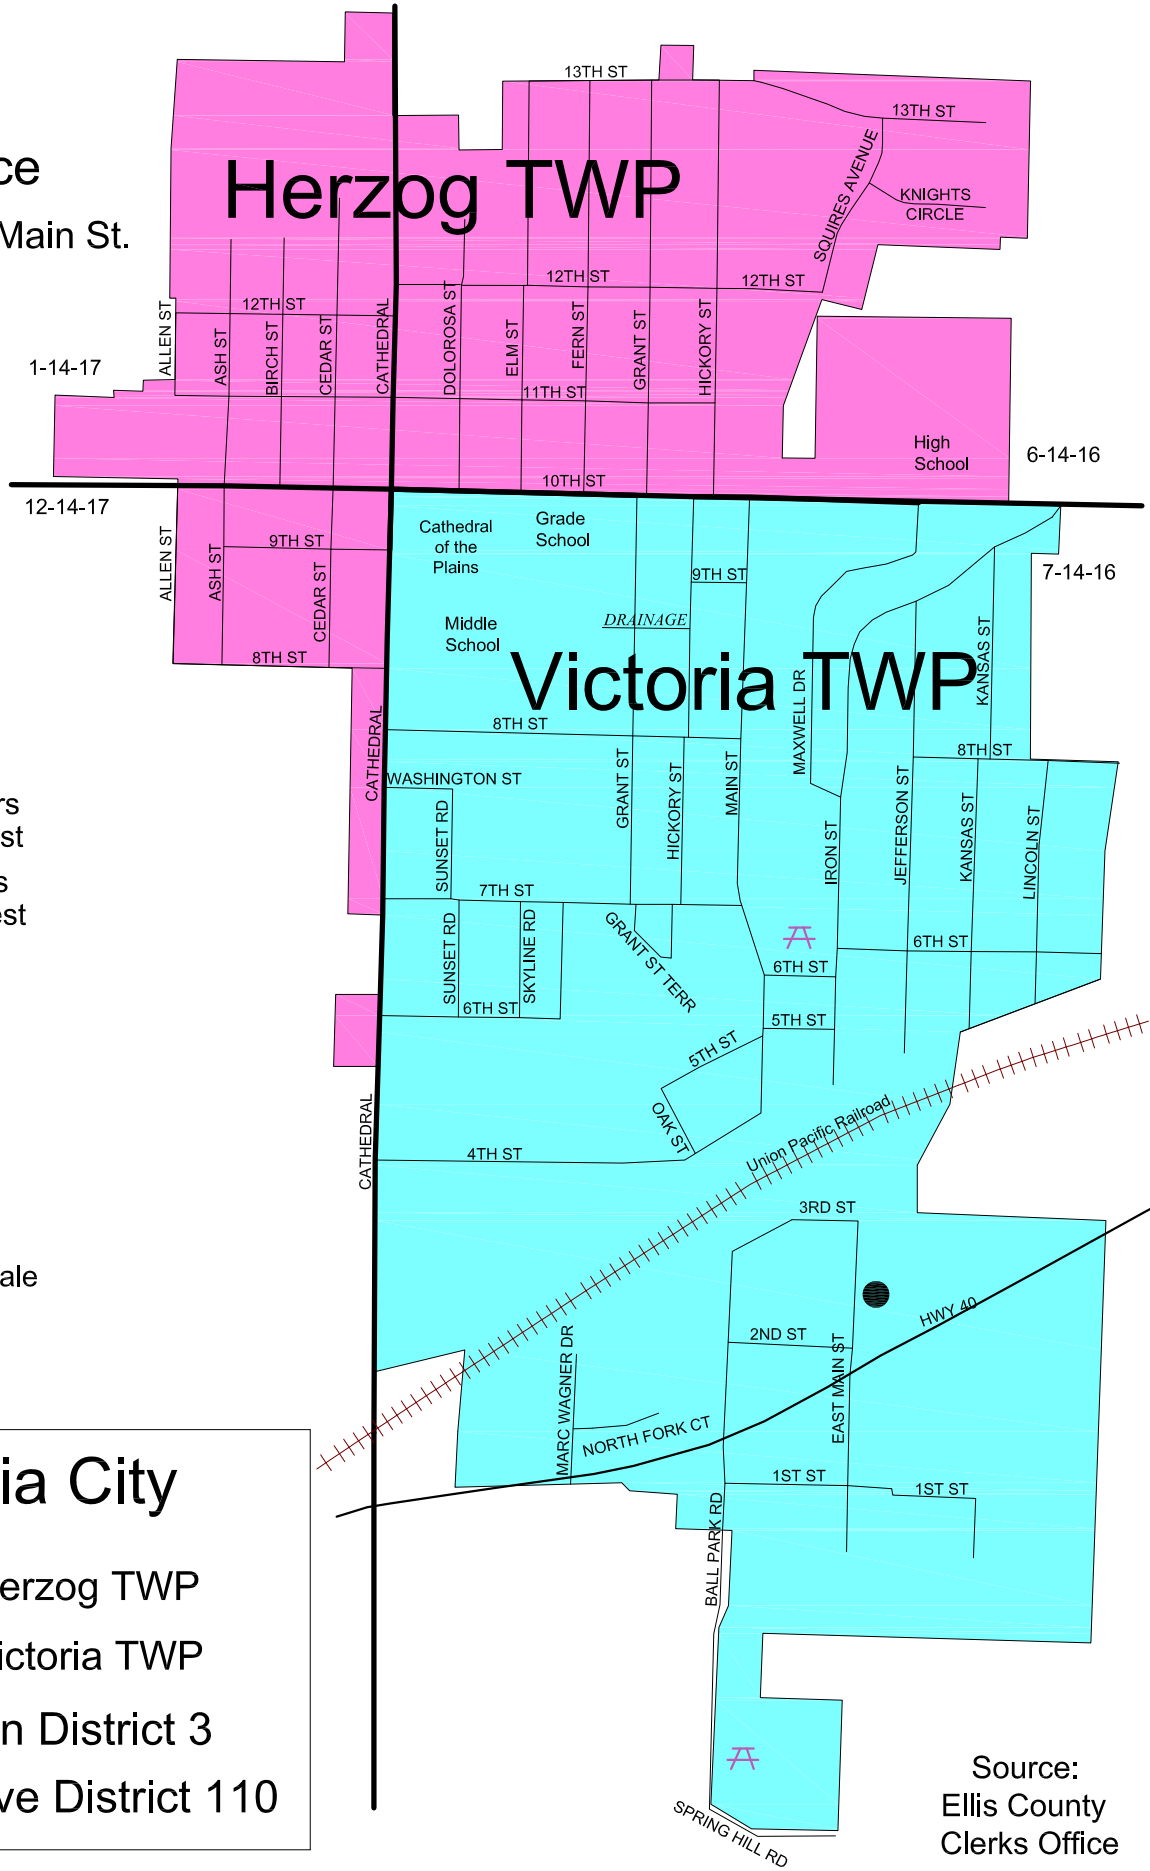 13TH ST
13TH ST
ce
Herzog TWP
SQUIRES AVENUE
KNIGHTS
CIRCLE
Main St.
12TH ST
12TH ST
12TH ST
ALLEN ST
ASH ST
BIRCH ST
CEDAR ST
CATHEDRAL
DOLOROSA ST
ELM ST
FERN ST
GRANT ST
HICKORY ST
1-14-17
11TH ST
High
School
6-14-16
10TH ST
12-14-17
Cathedral
of the
Plains
Grade
School
ALLEN ST
ASH ST
9TH ST
CEDAR ST
9TH ST
7-14-16
DRAINAGE
Middle
School
8TH ST
Victoria TWP
KANSAS ST
MAXWELL DR
CATHEDRAL
8TH ST
8TH ST
WASHINGTON ST
GRANT ST
HICKORY ST
MAIN ST
SUNSET RD
IRON ST
JEFFERSON ST
KANSAS ST
LINCOLN ST
rs
st
s
est
7TH ST
SUNSET RD
SKYLINE RD
GRANT ST TERR
6TH ST
6TH ST
6TH ST
5TH ST
5TH ST
OAK ST
CATHEDRAL
4TH ST
Union Pacific Railroad
3RD ST
ale
HWY 40
2ND ST
EAST MAIN ST
MARC WAGNER DR
NORTH FORK CT
1ST ST
1ST ST
BALL PARK RD
ia City
erzog TWP
ictoria TWP
n District 3
ve District 110
SPRING HILL RD
Source:
Ellis County
Clerks Office